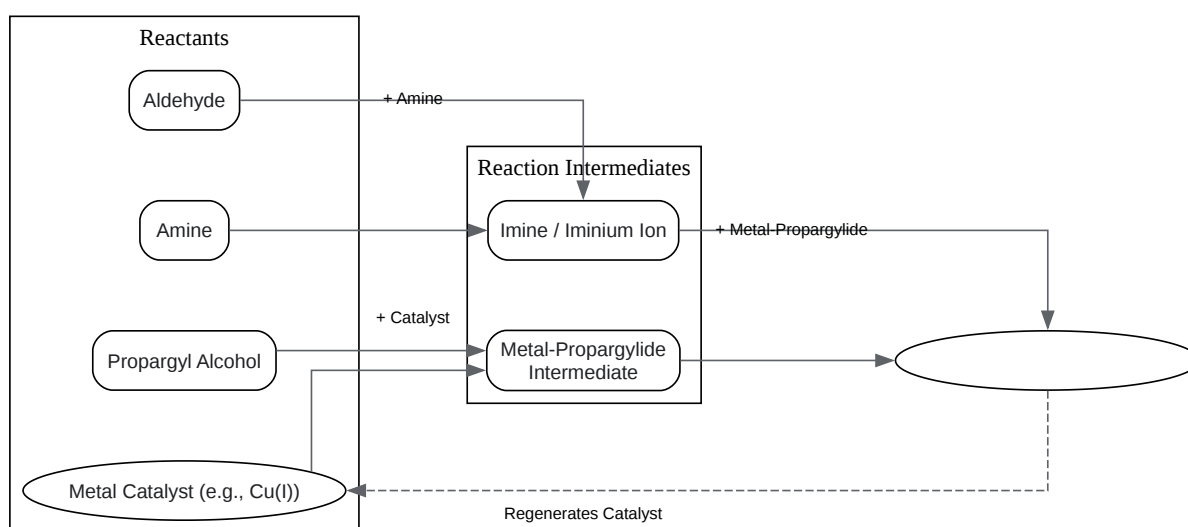 Reactants
Aldehyde
+ Amine
Reaction Intermediates
Amine
Imine / Iminium Ion
+ Metal-Propargylide
+ Catalyst
Propargyl Alcohol
Metal-Propargylide
Intermediate
Metal Catalyst (e.g., Cu(I))
Regenerates Catalyst